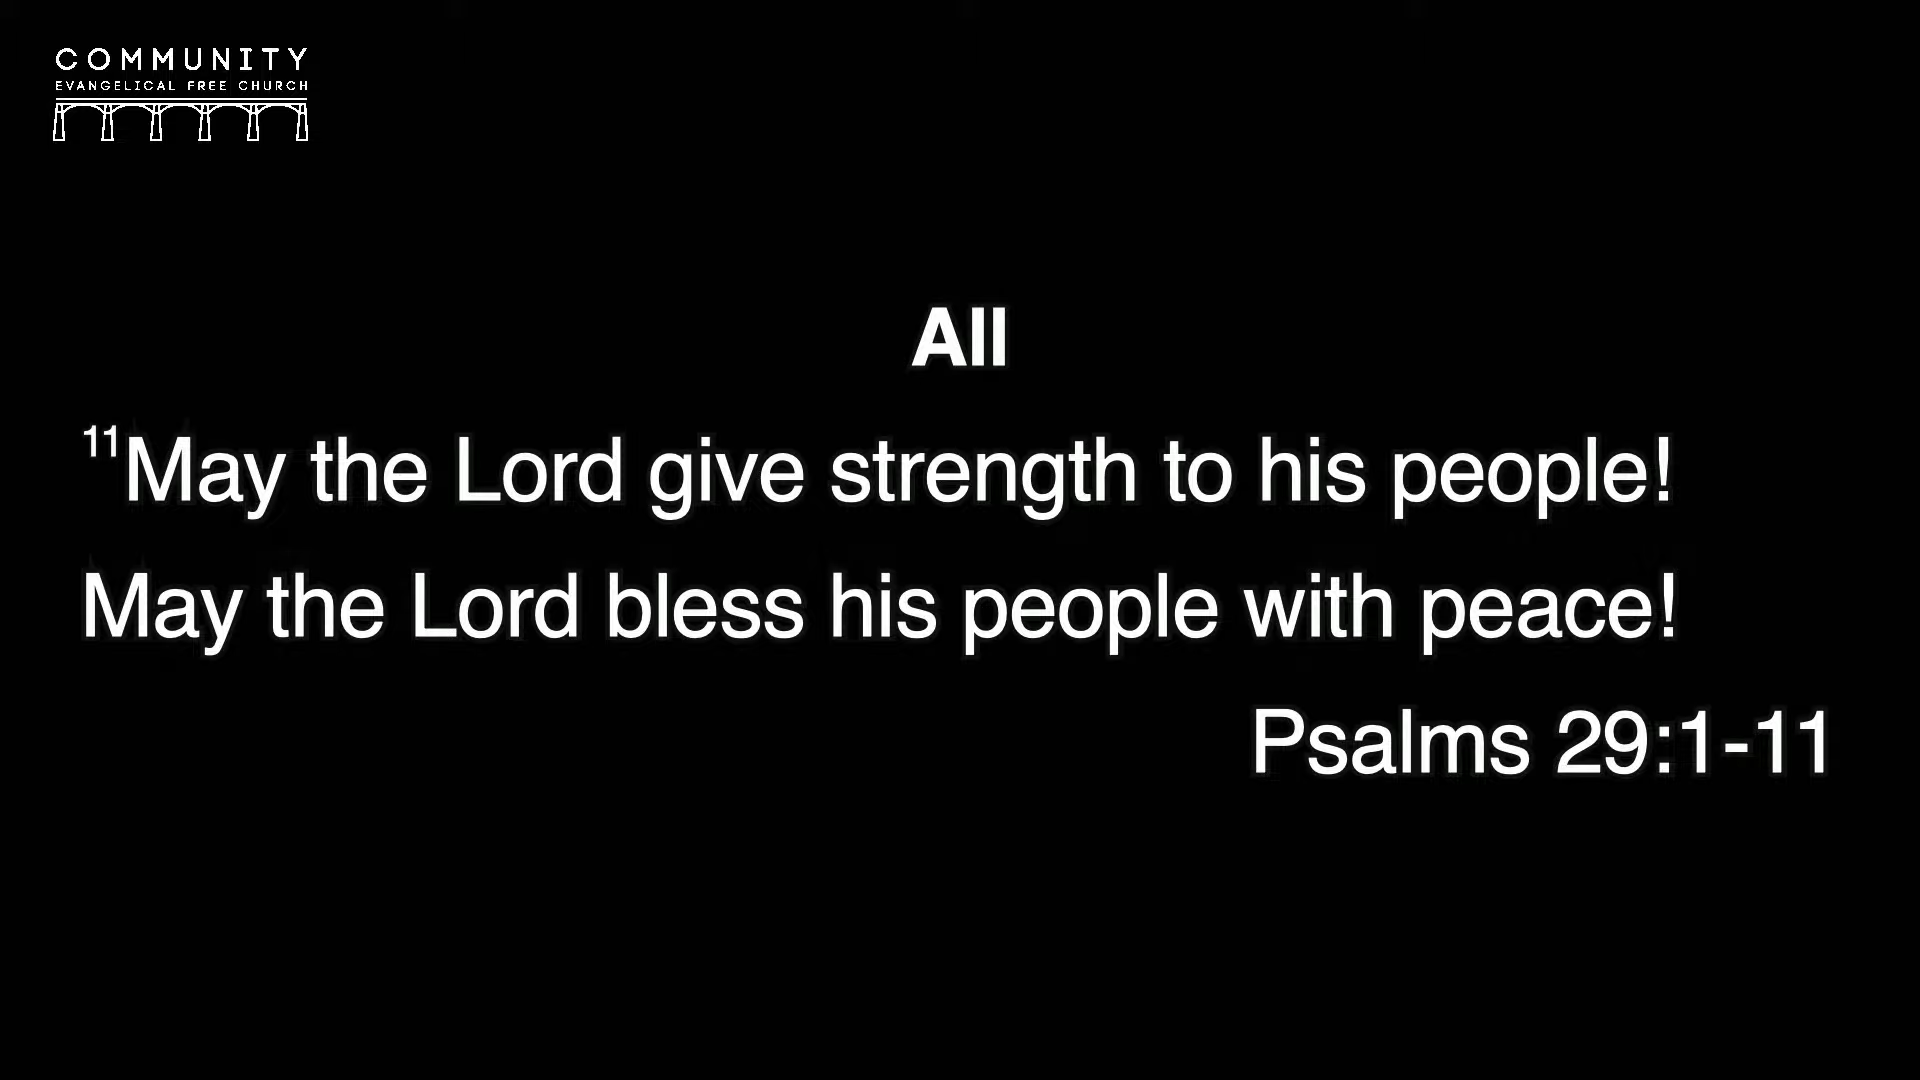 COMMUNITY
EVANGELICAL FREE CHURCH
All
11May the Lord give strength to his people!
May the Lord bless his people with peace!
Psalms 29:1-11